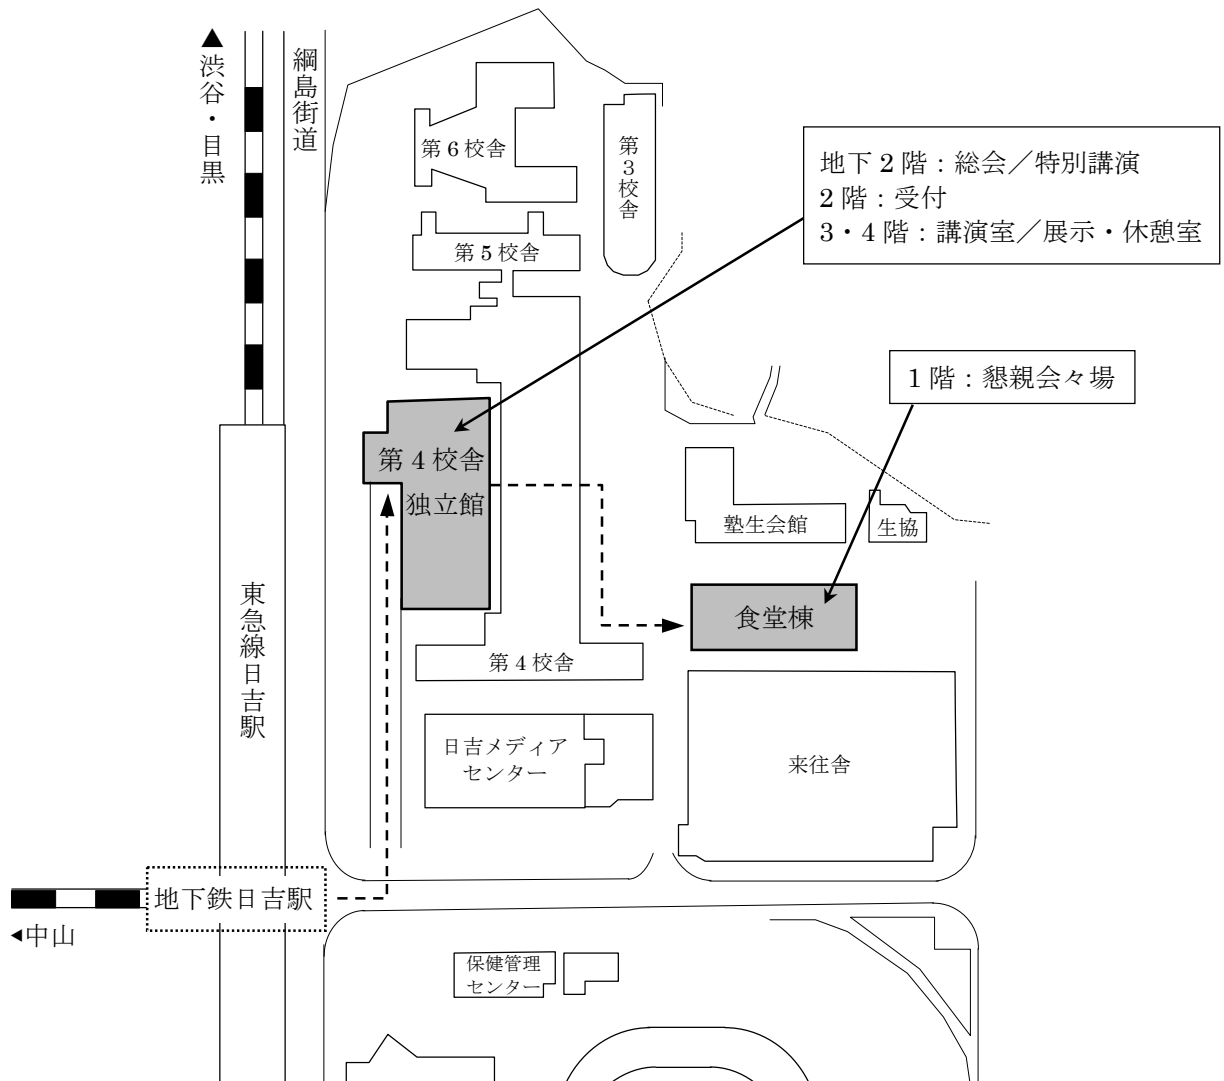 ▲渋谷・目黒
綱島街道
第6校舎
第3校舎
地下2階：総会／特別講演
2階：受付
3・4階：講演室／展示・休憩室
第5校舎
1階：懇親会々場
第4校舎
独立館
塾生会館
生協
食堂棟
東急線日吉駅
第4校舎
日吉メディア
センター
来往舎
地下鉄日吉駅
◀中山
保健管理
センター